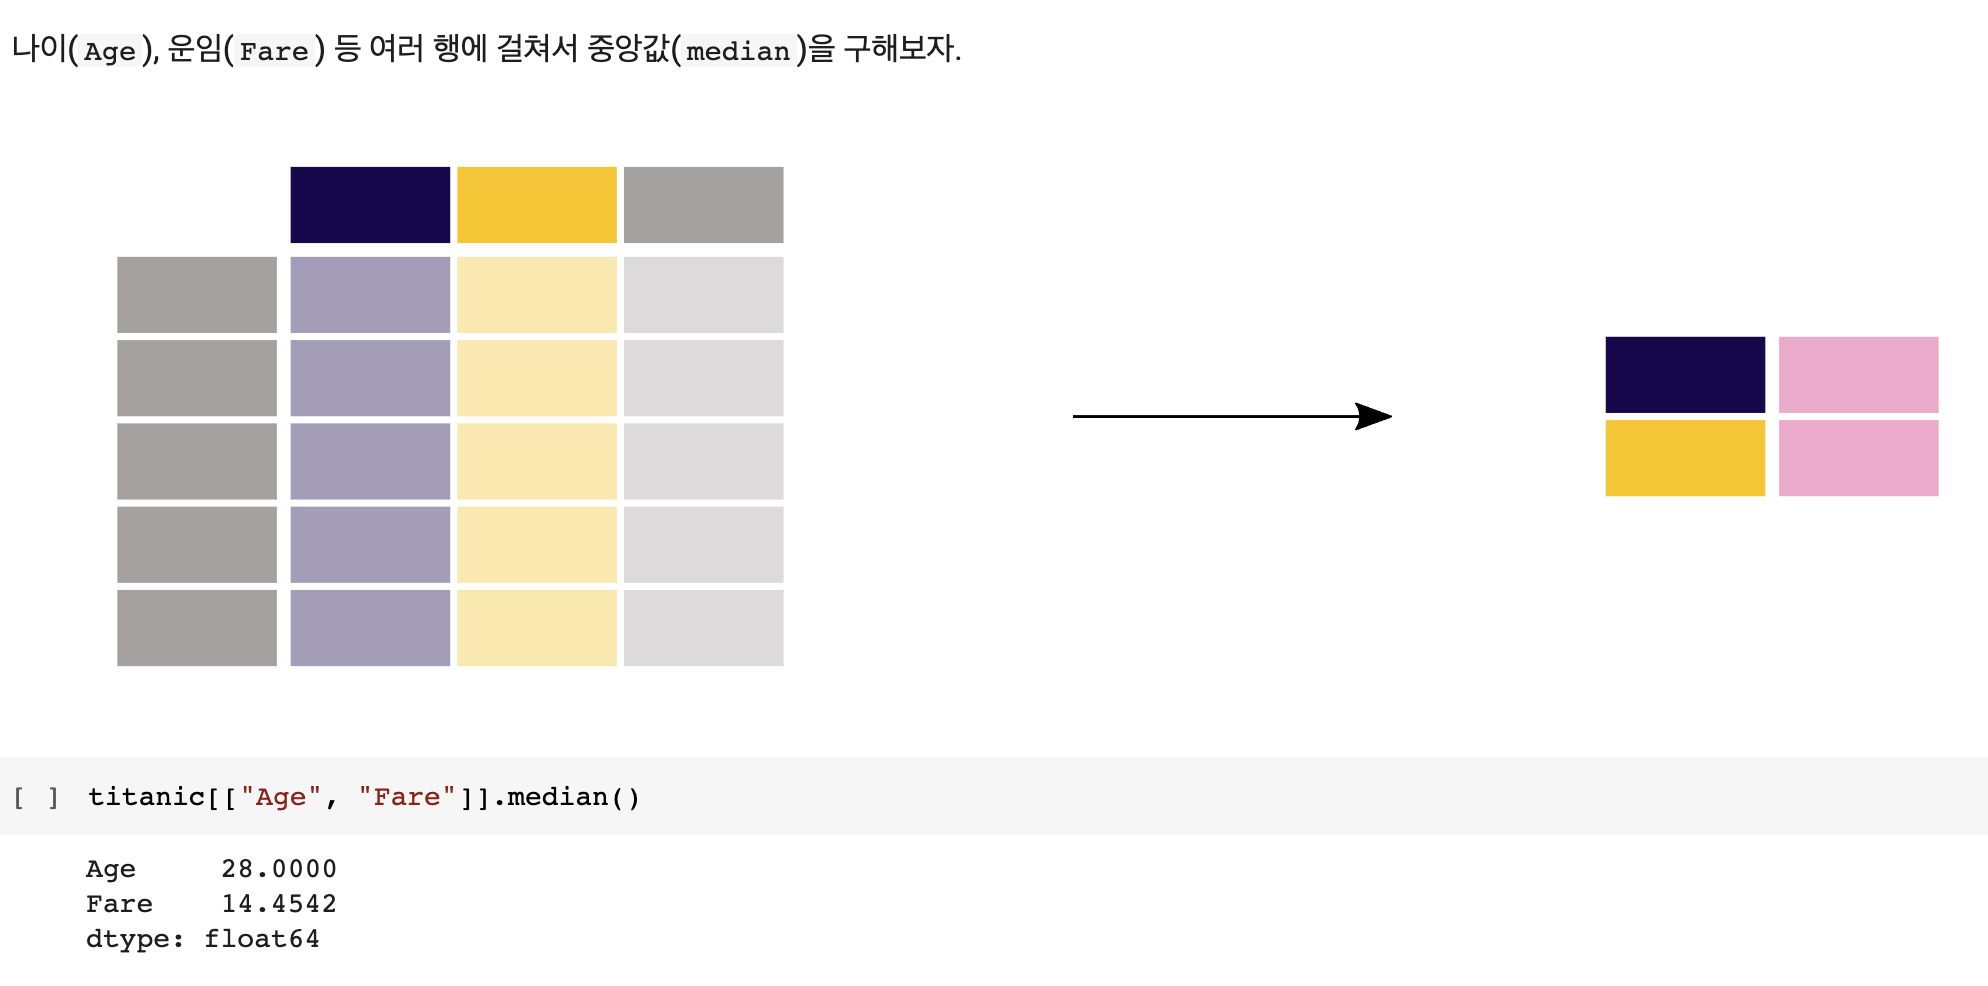 나이(Age), 운임(Fare) 등 여러 행에 걸쳐서 중앙값(median)을 구해보자.
[ ] titanic[["Age", "Fare"]].median()
Age     28.0000
Fare    14.4542
dtype: float64